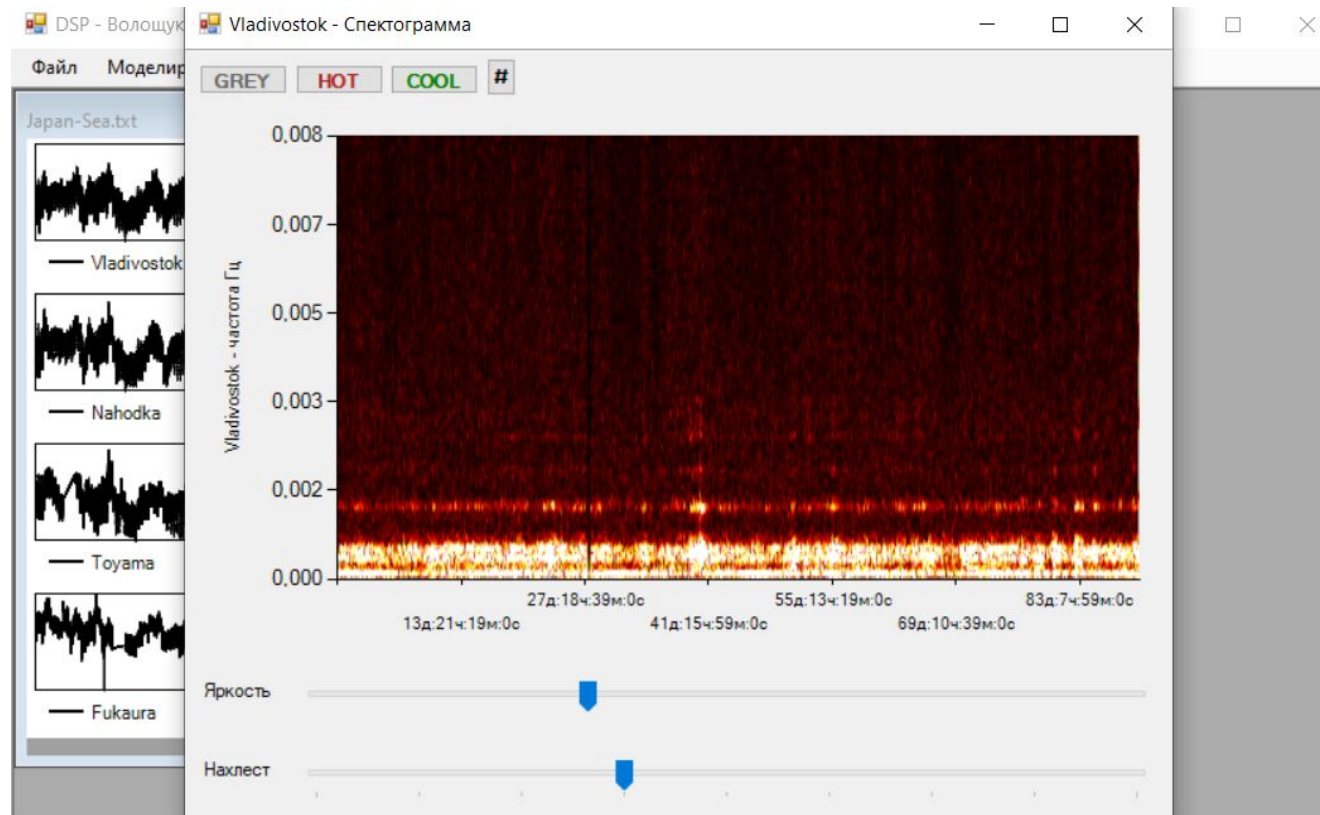 DSP - Волощук
Vladivostok - Спектограмма
Файл Моделир
GREY HOT COOL #
Japan-Sea.txt
Vladivostok
Nahodka
Toyama
Fukaura
Vladivostok - частота Гц
0,008
0,007
0,005
0,003
0,002
0,000
27д:18ч:39м:0с 55д:13ч:19м:0с 83д:7ч:59м:0с
13д:21ч:19м:0с 41д:15ч:59м:0с 69д:10ч:39м:0с
Яркость
Нахлест